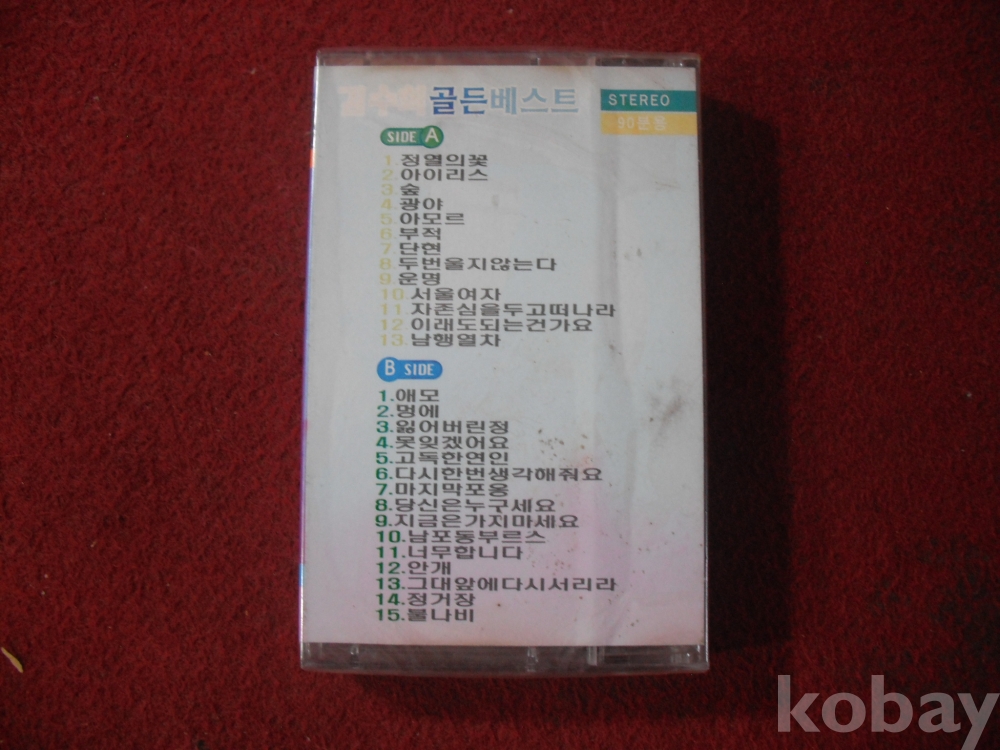 골든베스트
STEREO
90분용
SIDE A
1.정열의꽃
2.아이리스
3.숲
4.광야
5.아모르
6.부적
7.단현
8.두번울지않는다
9.운명
10.서울여자
11.자존심을두고떠나라
12.이래도되는건가요
13.남행열차
B SIDE
1.애모
2.멍에
3.잃어버린정
4.못잊겠어요
5.고독한연인
6.다시한번생각해줘요
7.마지막포옹
8.당신은누구세요
9.지금은가지마세요
10.남포동부르스
11.너무합니다
12.안개
13.그대앞에다시서리라
14.정거장
15.불나비
kobay